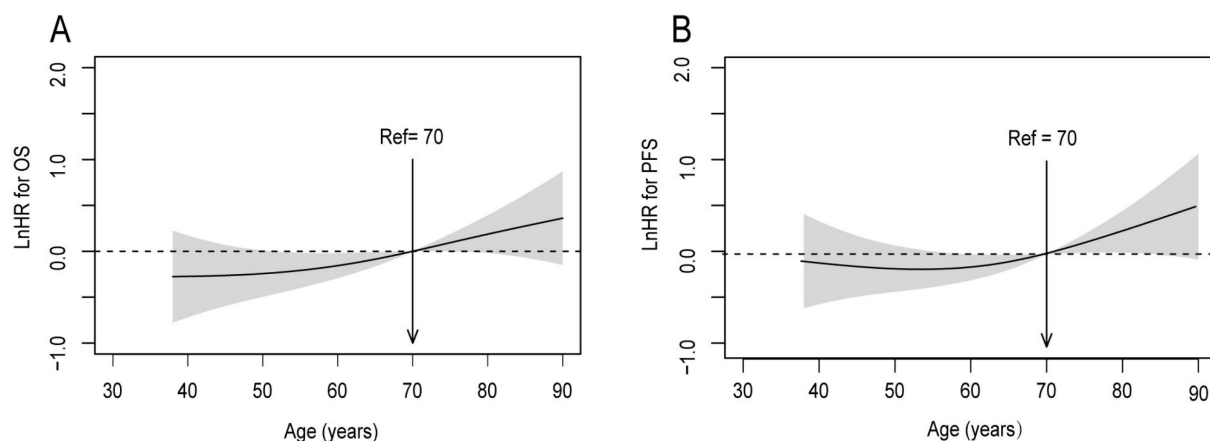 A
LnHR for OS
2.0
1.0
0.0
−1.0
Ref= 70
30 40 50 60 70 80 90
Age (years)
B
LnHR for PFS
2.0
1.0
0.0
−1.0
Ref = 70
30 40 50 60 70 80 90
Age (years)